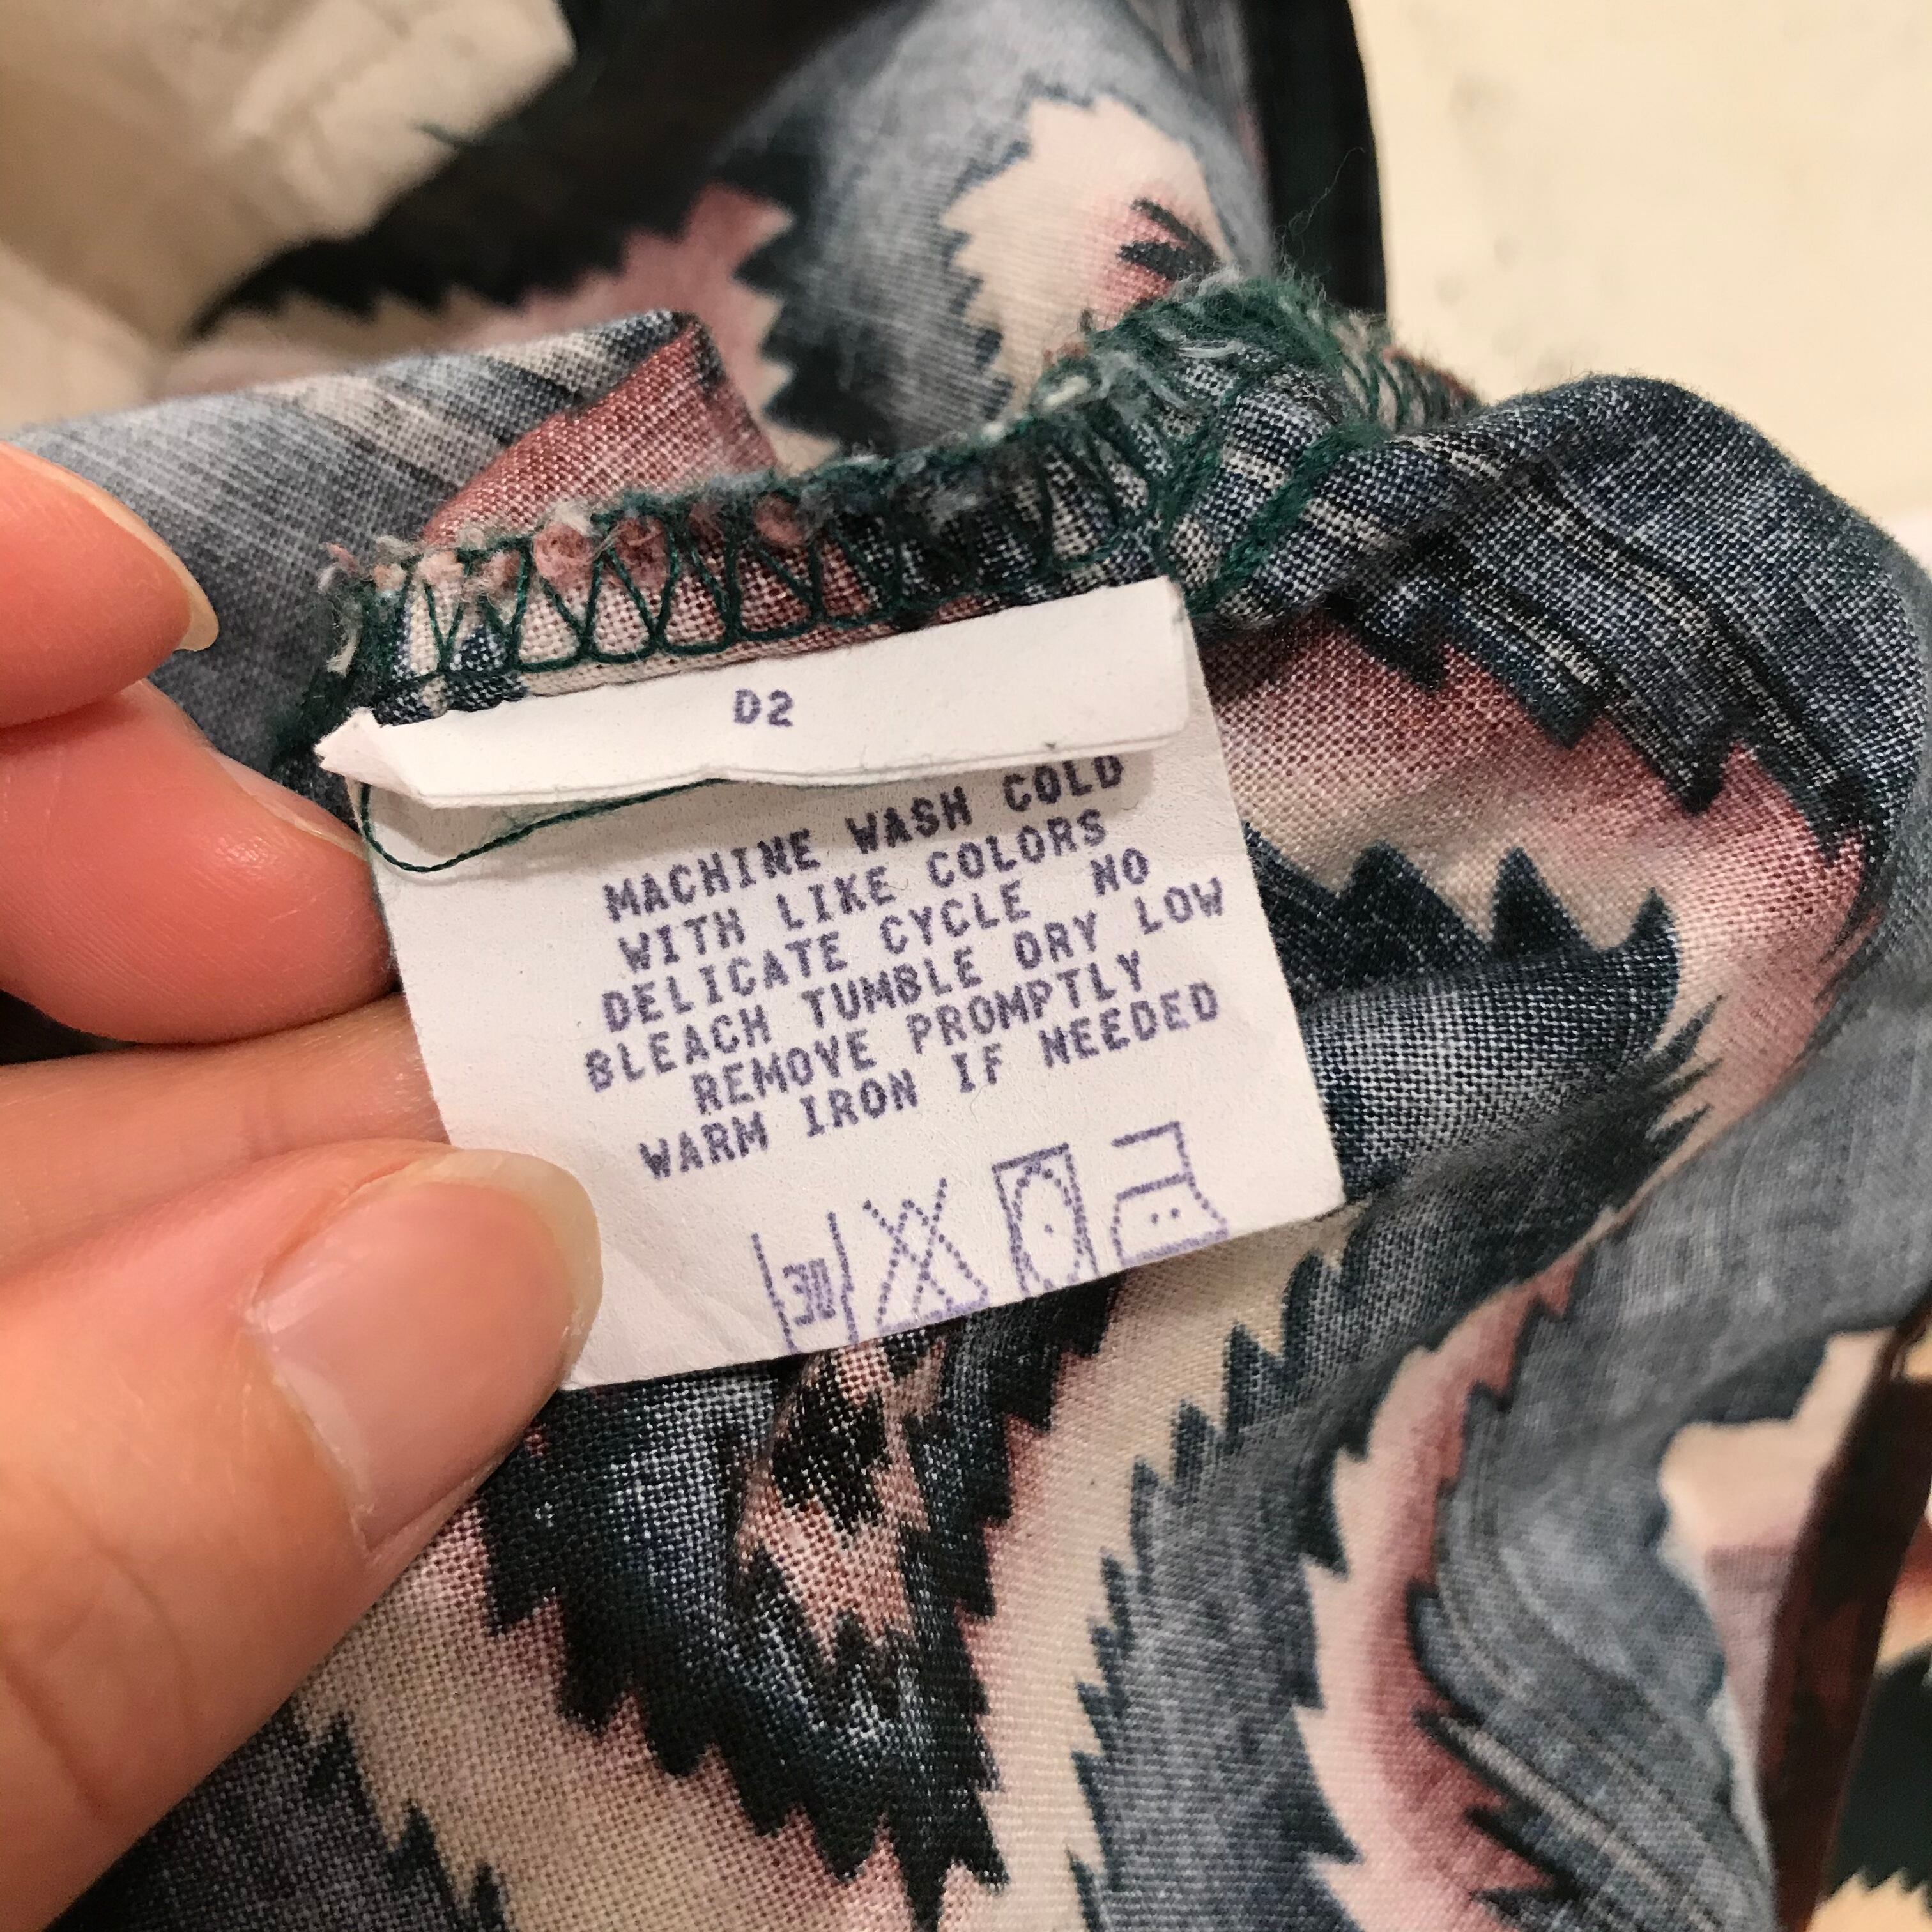 D2
MACHINE WASH COLD
WITH LIKE COLORS
DELICATE CYCLE NO
BLEACH TUMBLE DRY LOW
REMOVE PROMPTLY
WARM IRON IF NEEDED
30